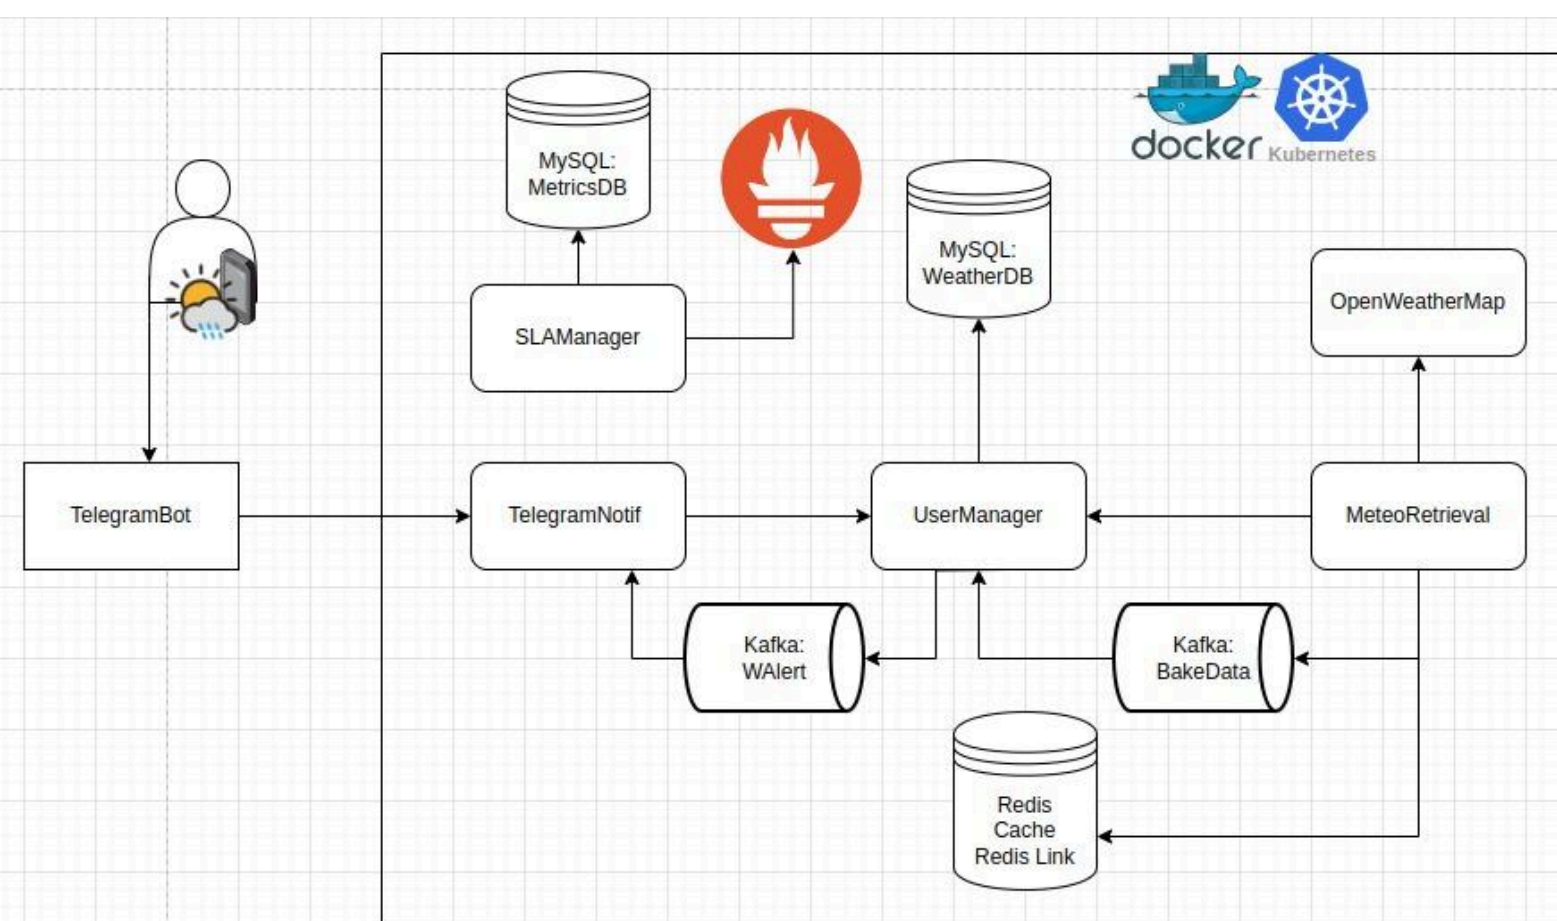 docker
Kubernetes
MySQL:
MetricsDB
MySQL:
WeatherDB
OpenWeatherMap
SLAManager
TelegramBot
TelegramNotif
UserManager
MeteoRetrieval
Kafka:
WAlert
Kafka:
BakeData
Redis
Cache
Redis Link